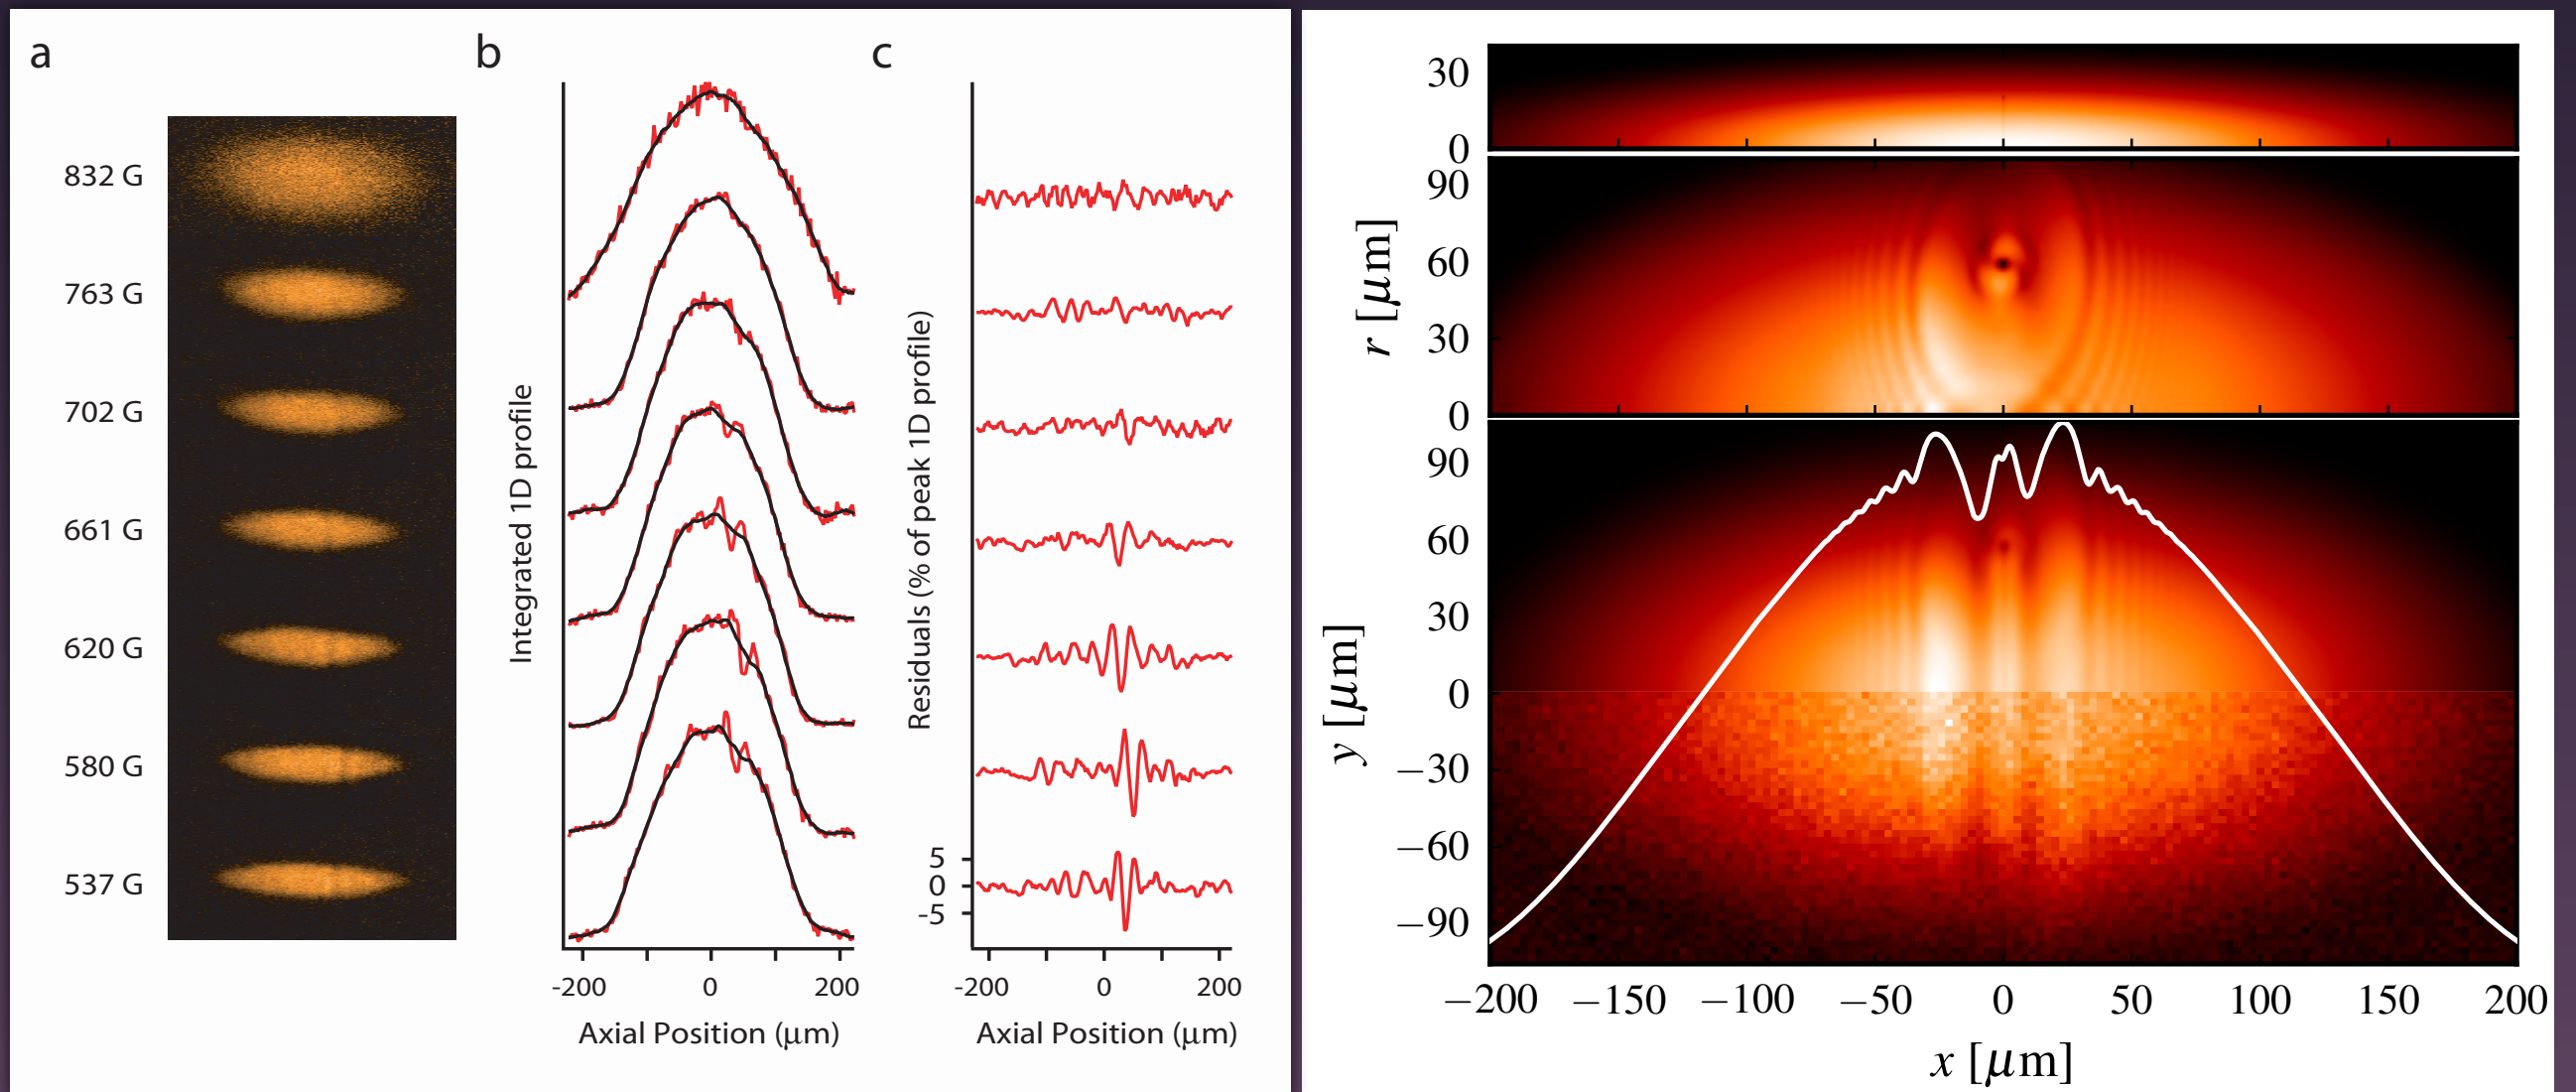 a
832 G
763 G
702 G
661 G
620 G
580 G
537 G
b
Integrated 1D profile
-200 0 200
Axial Position (μm)
c
Residuals (% of peak 1D profile)
5
0
-5
-200 0 200
Axial Position (μm)
30
0
r [μm]
90
60
30
0
y [μm]
90
60
30
0
−30
−60
−90
−200 −150 −100 −50 0 50 100 150 200
x [μm]